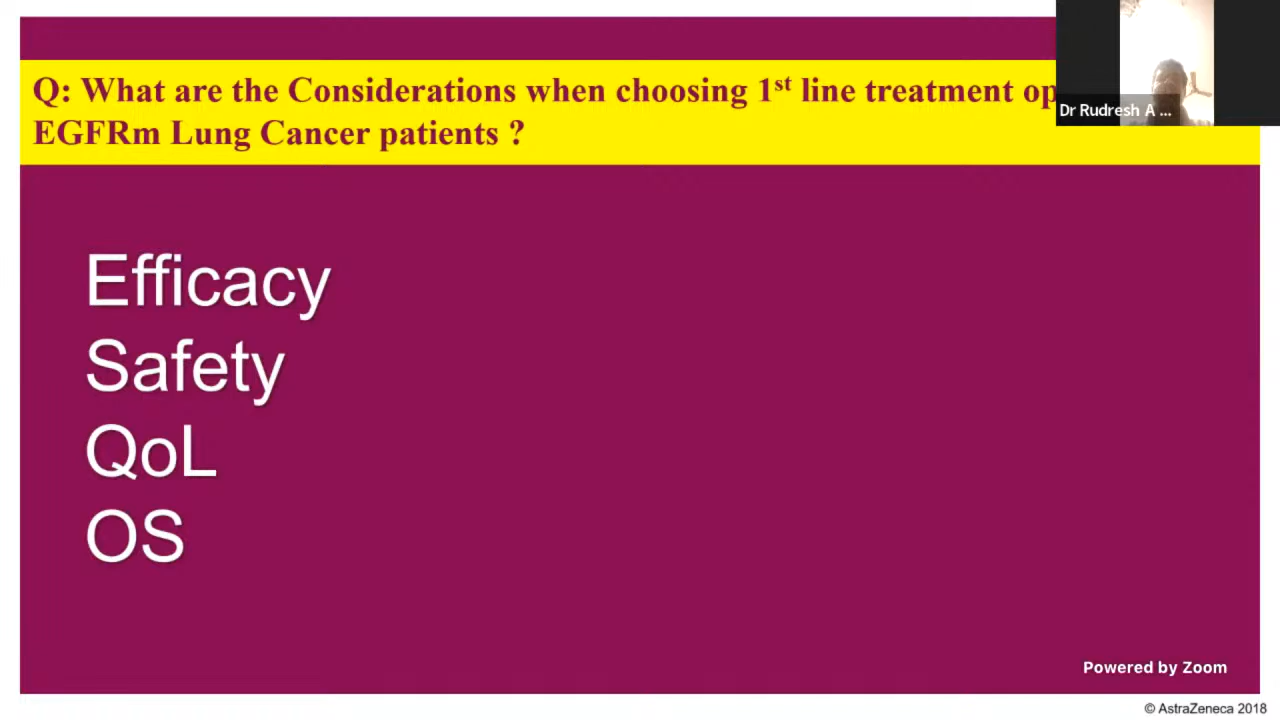 Q: What are the Considerations when choosing 1st line treatment op
EGFRm Lung Cancer patients ?
Dr Rudresh A ...
Efficacy
Safety
QoL
OS
Powered by Zoom
© AstraZeneca 2018